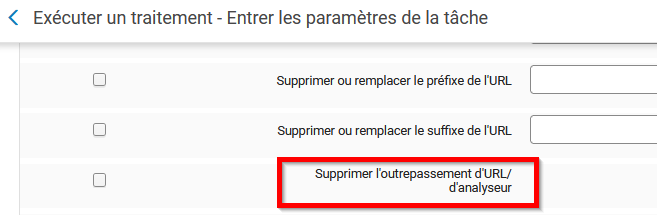 Exécuter un traitement - Entrer les paramètres de la tâche
Supprimer ou remplacer le préfixe de l'URL
Supprimer ou remplacer le suffixe de l'URL
Supprimer l'outrepassement d'URL/
d'analyseur